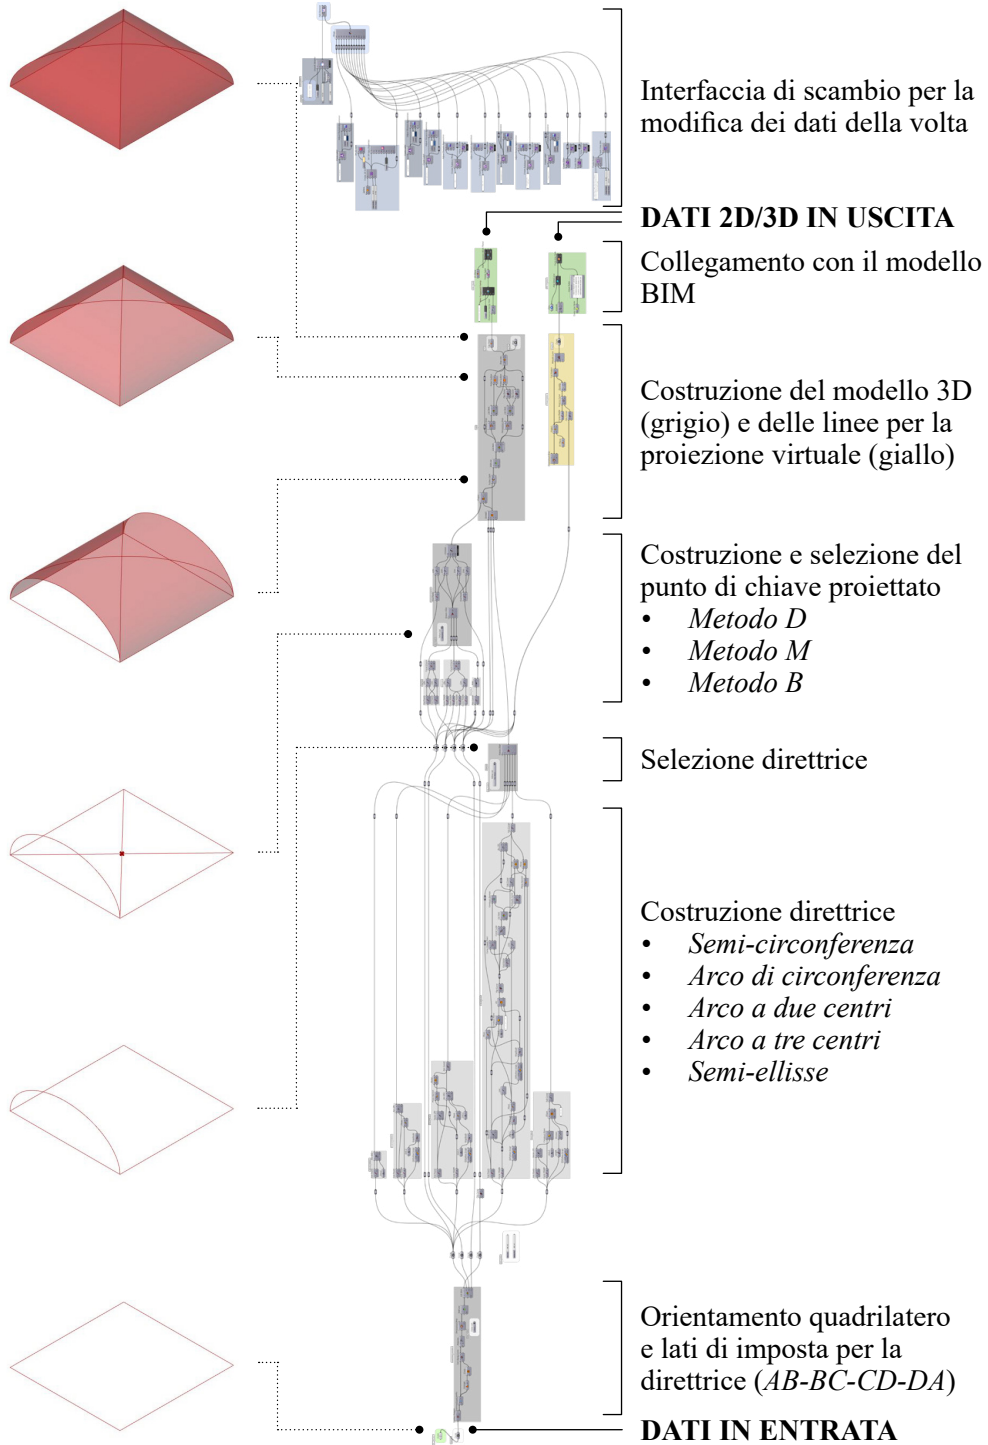 Interfaccia di scambio per la
modifica dei dati della volta
DATI 2D/3D IN USCITA
Collegamento con il modello
BIM
Costruzione del modello 3D
(grigio) e delle linee per la
proiezione virtuale (giallo)
Costruzione e selezione del
punto di chiave proiettato
• Metodo D
• Metodo M
• Metodo B
Selezione direttrice
Costruzione direttrice
• Semi-circonferenza
• Arco di circonferenza
• Arco a due centri
• Arco a tre centri
• Semi-ellisse
Orientamento quadrilatero
e lati di imposta per la
direttrice (AB-BC-CD-DA)
DATI IN ENTRATA